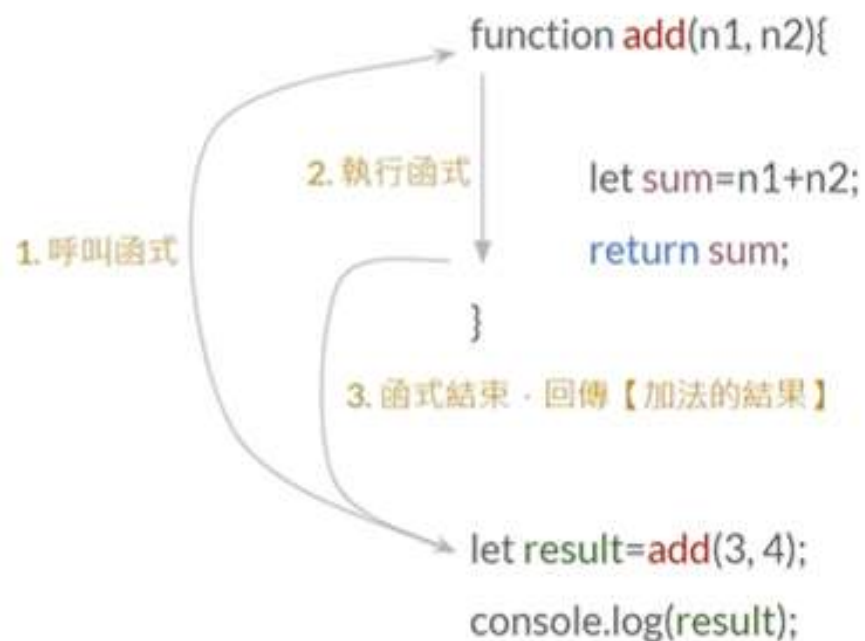 function add(n1, n2){
2. 執行函式
let sum=n1+n2;
1. 呼叫函式
return sum;
}
3. 函式結束．回傳【加法的結果】
let result=add(3, 4);
console.log(result);